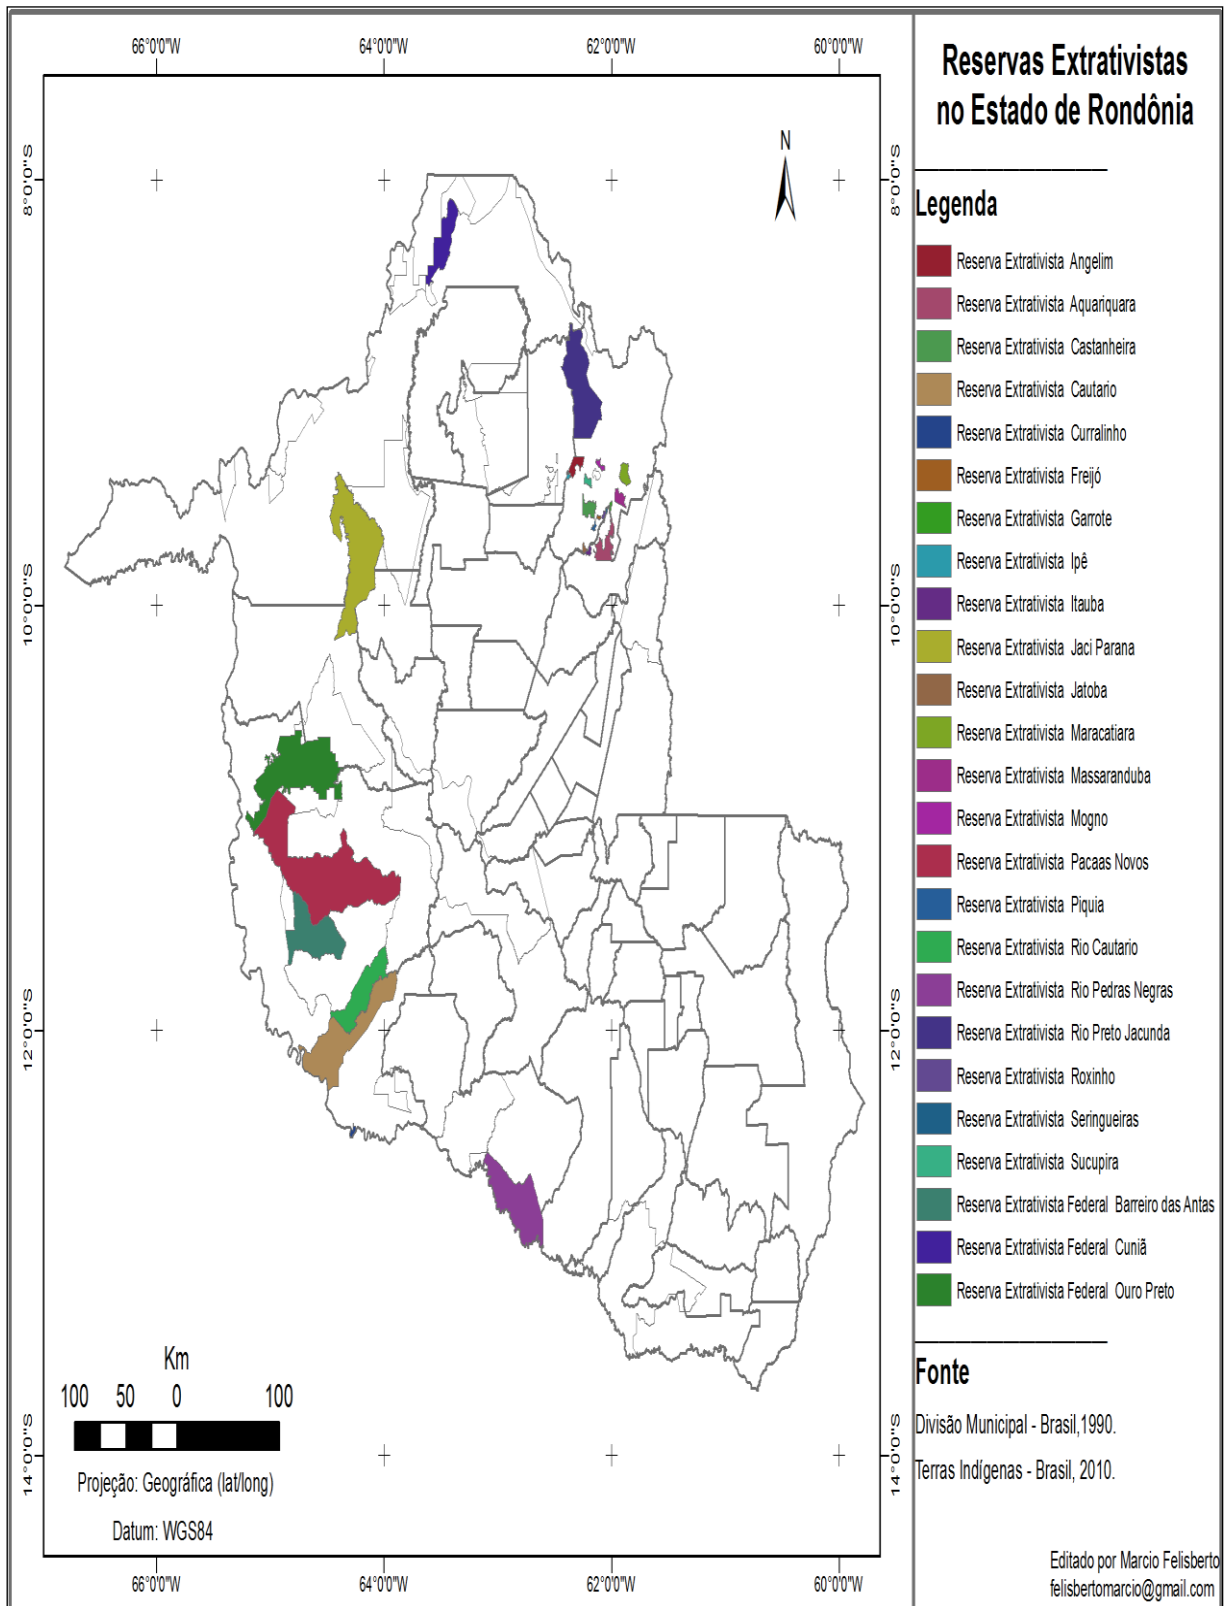 66°0'0"W 64°0'0"W 62°0'0"W 60°0'0"W
8°0'0"S
10°0'0"S
12°0'0"S
14°0'0"S
N
8°0'0"S
10°0'0"S
12°0'0"S
14°0'0"S
Km
100 50 0 100
Projeção: Geográfica (lat/long)
Datum: WGS84
66°0'0"W 64°0'0"W 62°0'0"W 60°0'0"W
Reservas Extrativistas
no Estado de Rondônia
Legenda
Reserva Extrativista Angelim
Reserva Extrativista Aquariquara
Reserva Extrativista Castanheira
Reserva Extrativista Cautario
Reserva Extrativista Curralinho
Reserva Extrativista Freijó
Reserva Extrativista Garrote
Reserva Extrativista Ipê
Reserva Extrativista Itauba
Reserva Extrativista Jaci Parana
Reserva Extrativista Jatoba
Reserva Extrativista Maracatiara
Reserva Extrativista Massaranduba
Reserva Extrativista Mogno
Reserva Extrativista Pacaas Novos
Reserva Extrativista Piquia
Reserva Extrativista Rio Cautario
Reserva Extrativista Rio Pedras Negras
Reserva Extrativista Rio Preto Jacunda
Reserva Extrativista Roxinho
Reserva Extrativista Seringueiras
Reserva Extrativista Sucupira
Reserva Extrativista Federal Barreiro das Antas
Reserva Extrativista Federal Cuniã
Reserva Extrativista Federal Ouro Preto
Fonte
Divisão Municipal - Brasil,1990.
Terras Indígenas - Brasil, 2010.
Editado por Marcio Felisberto
felisbertomarcio@gmail.com